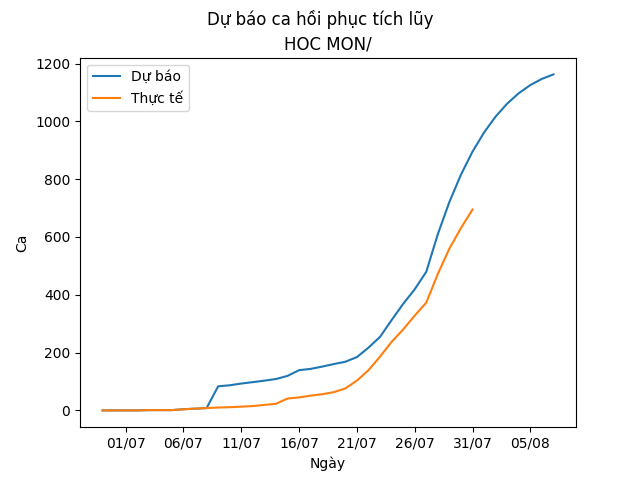 Dự báo ca hồi phục tích lũy
HOC MON/
Dự báo
Thực tế
1200
1000
800
600
400
200
0
Ca
01/07 06/07 11/07 16/07 21/07 26/07 31/07 05/08
Ngày